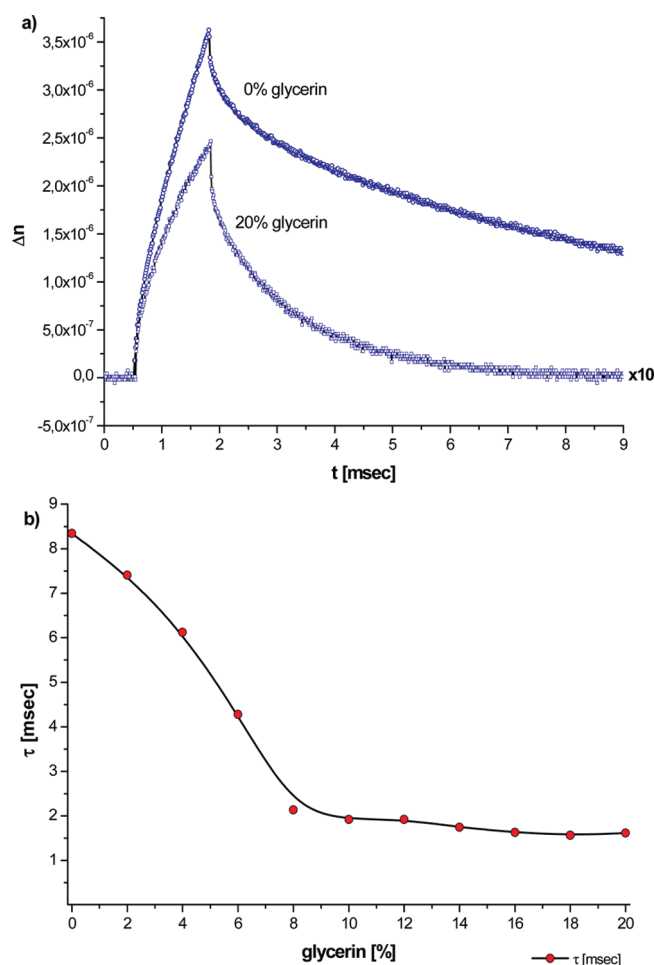 a)
3,5x10⁻⁶
3,0x10⁻⁶
2,5x10⁻⁶
2,0x10⁻⁶
1,5x10⁻⁶
1,0x10⁻⁶
5,0x10⁻⁷
0,0
-5,0x10⁻⁷
Δn
0% glycerin
20% glycerin
x10
0 1 2 3 4 5 6 7 8 9
t [msec]
b)
9
8
7
6
5
4
3
2
1
τ [msec]
0 2 4 6 8 10 12 14 16 18 20
glycerin [%]
τ [msec]